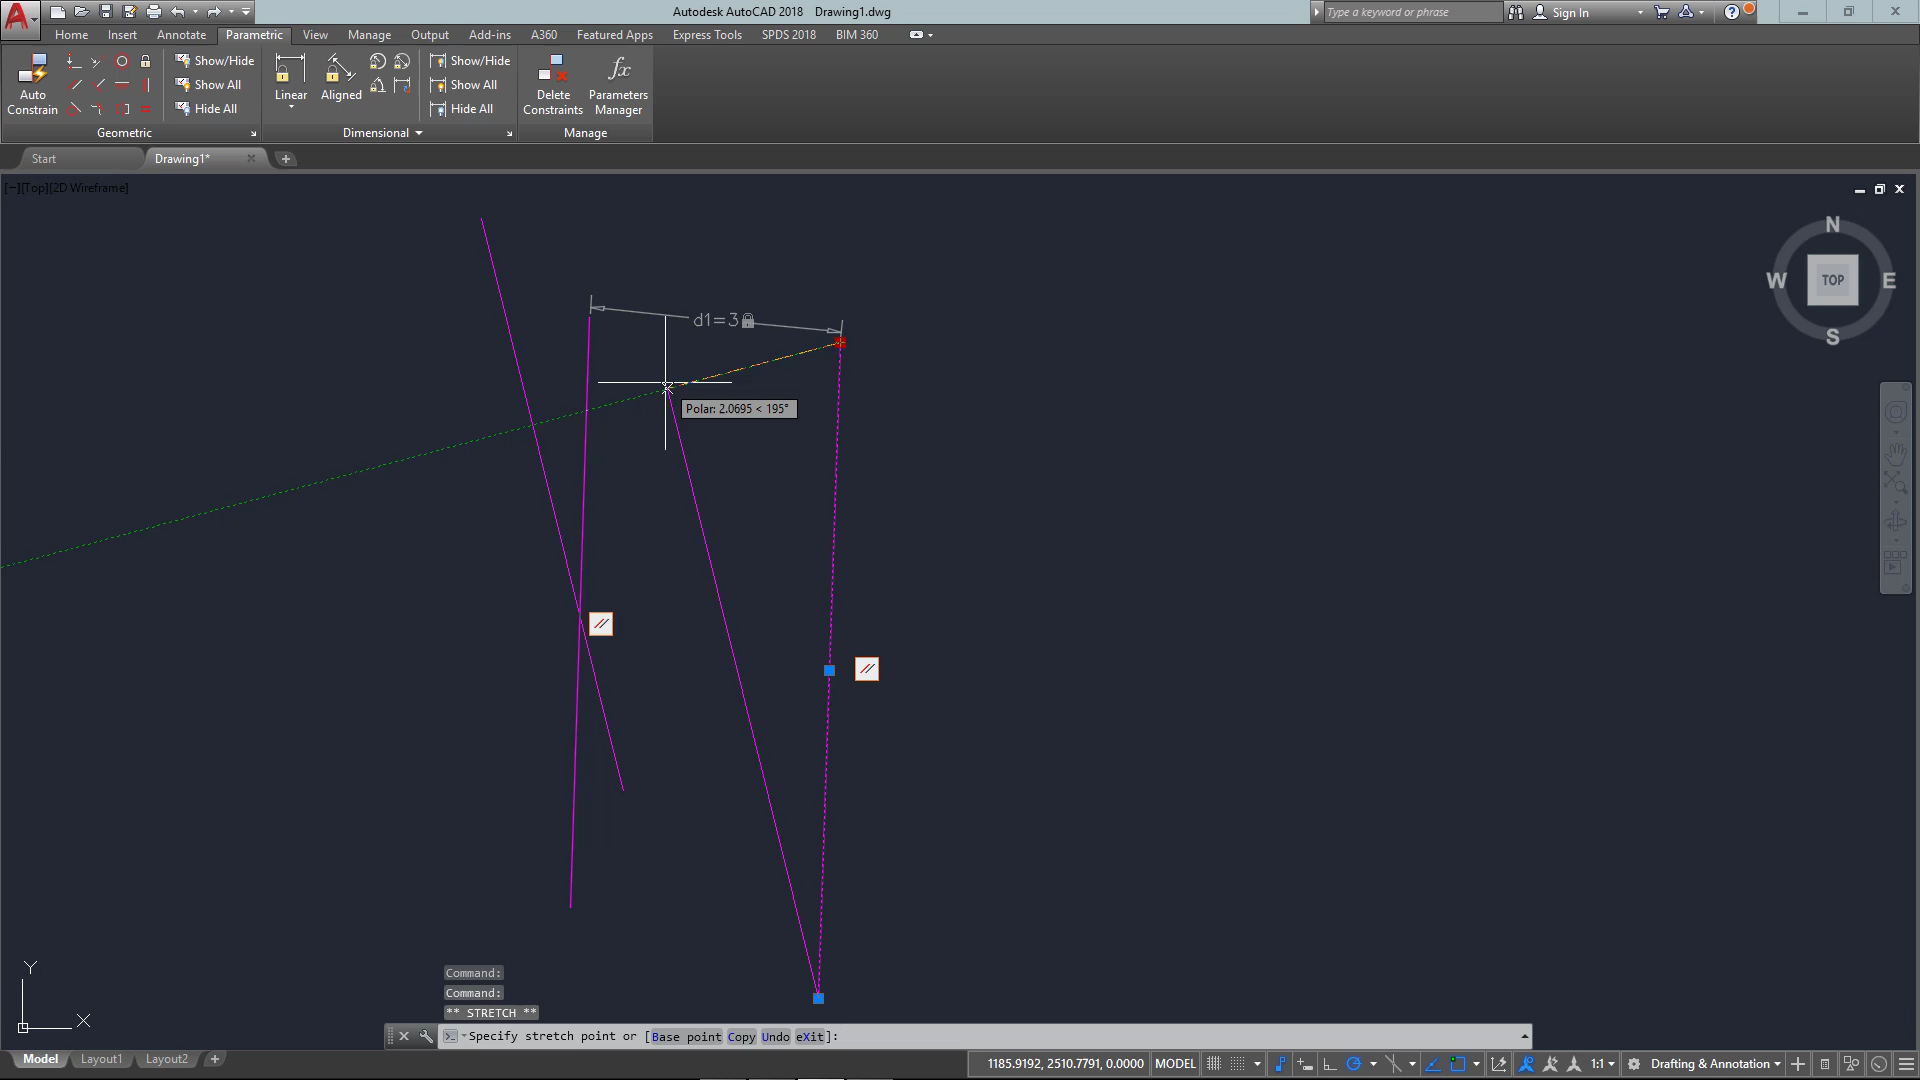 Autodesk AutoCAD 2018 Drawing1.dwg
Type a keyword or phrase
Sign In
Home Insert Annotate Parametric View Manage Output Add-ins A360 Featured Apps Express Tools SPDS 2018 BIM 360
Auto
Constrain
Show/Hide
Show All
Hide All
Geometric
Linear
Aligned
Show/Hide
Show All
Hide All
Dimensional
Delete
Constraints
Parameters
Manager
Manage
Start
Drawing1*
[−][Top][2D Wireframe]
N
W
TOP
E
S
d1=3
Polar: 2.0695 < 195°
Y
X
Command:
Command:
** STRETCH **
Specify stretch point or [Base point Copy Undo eXit]:
Model Layout1 Layout2
1185.9192, 2510.7791, 0.0000 MODEL
1:1
Drafting & Annotation